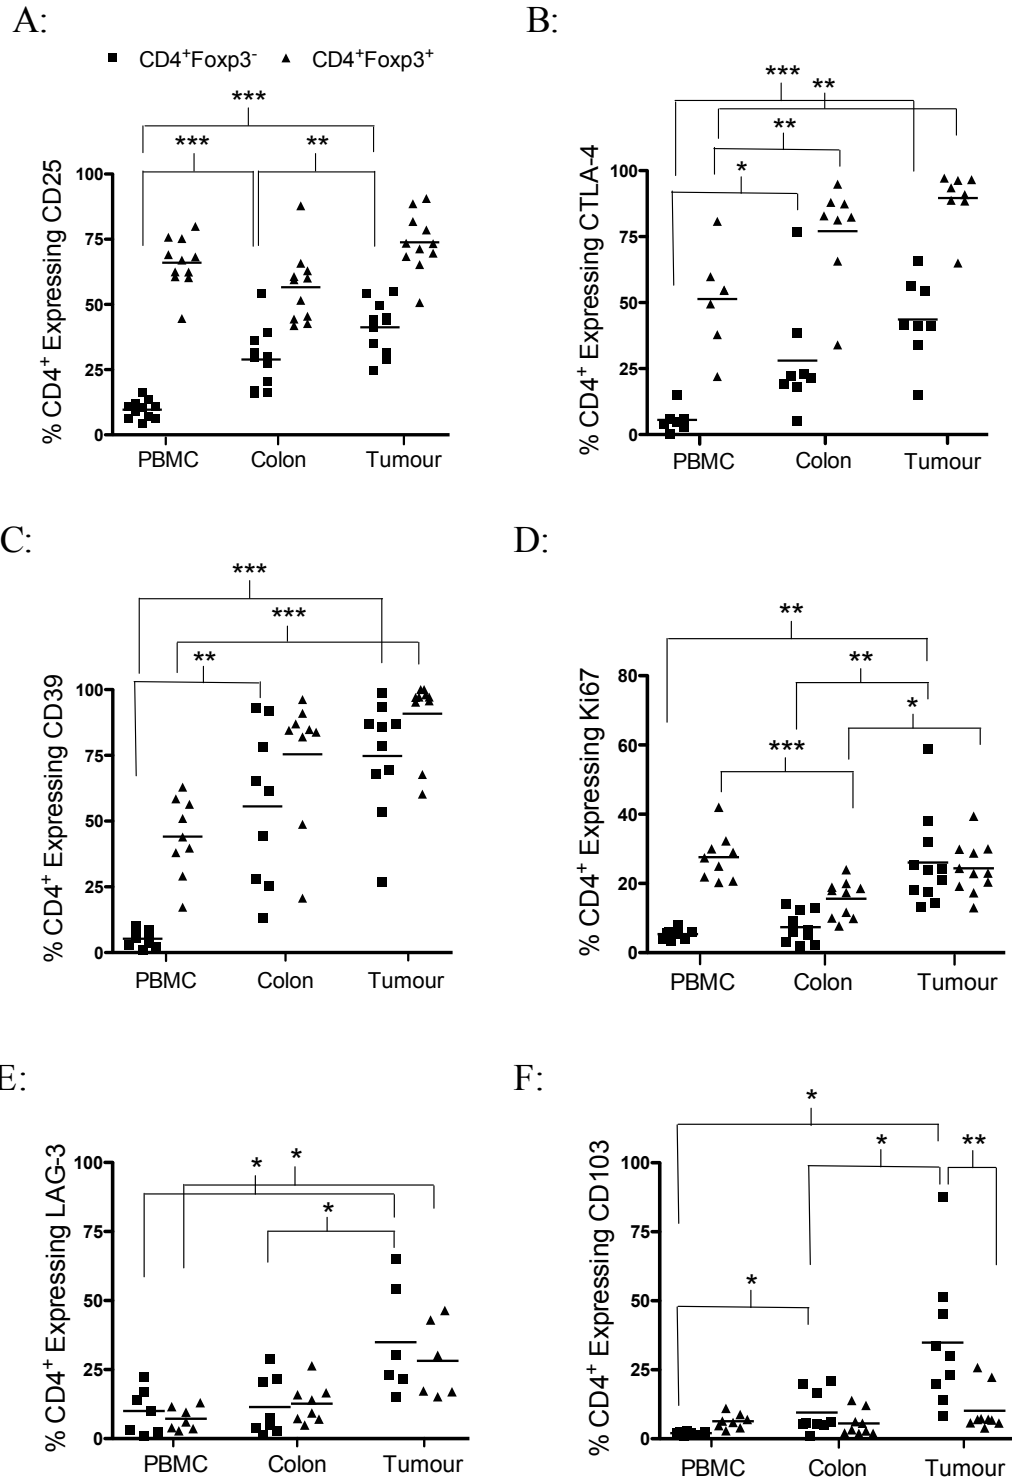 A:
CD4⁺Foxp3⁻ CD4⁺Foxp3⁺
***
*** **
% CD4⁺ Expressing CD25
100
75
50
25
0
PBMC Colon Tumour
B:
*** **
**
*
% CD4⁺ Expressing CTLA-4
100
75
50
25
0
PBMC Colon Tumour
C:
***
***
**
% CD4⁺ Expressing CD39
100
75
50
25
0
PBMC Colon Tumour
D:
**
**
*
***
% CD4⁺ Expressing Ki67
80
60
40
20
0
PBMC Colon Tumour
E:
* *
*
% CD4⁺ Expressing LAG-3
100
75
50
25
0
PBMC Colon Tumour
F:
*
* **
*
% CD4⁺ Expressing CD103
100
75
50
25
0
PBMC Colon Tumour